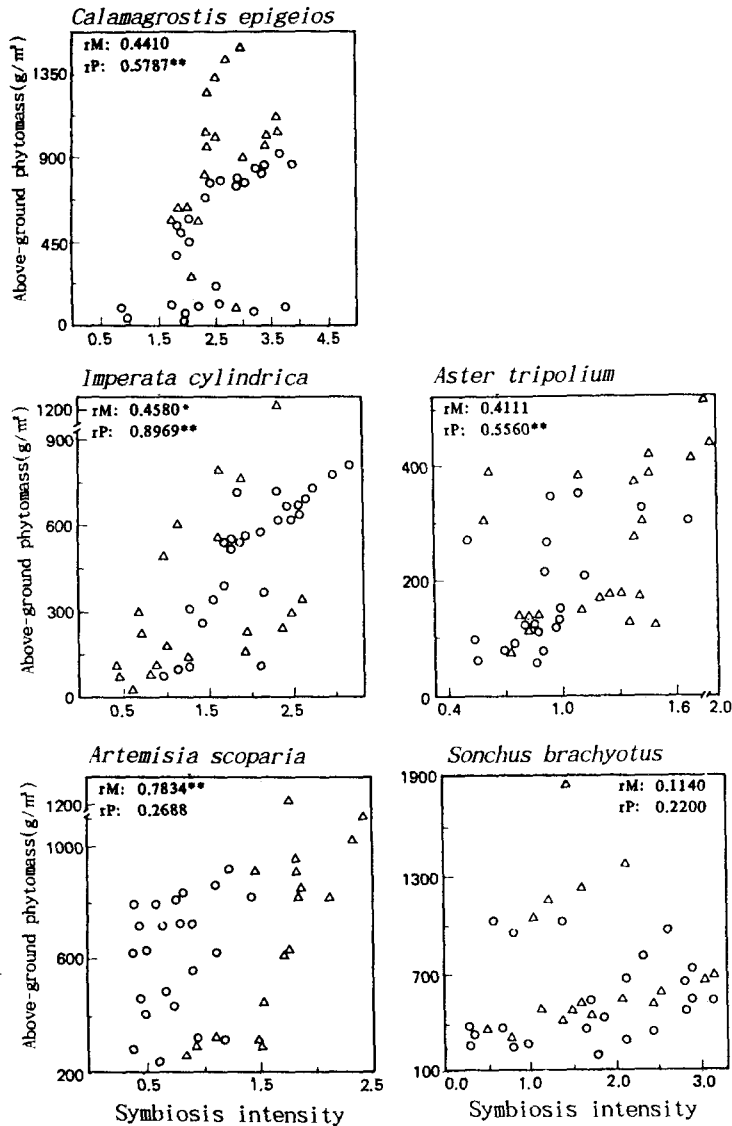 Calamagrostis epigeios
rM: 0.4410
rP: 0.5787**
Above-ground phytomass(g/m²)
1350
900
450
0
0.5 1.5 2.5 3.5 4.5
Imperata cylindrica
rM: 0.4580*
rP: 0.8969**
Above-ground phytomass(g/m²)
1200
900
600
300
0
0.5 1.5 2.5
Aster tripolium
rM: 0.4111
rP: 0.5560**
400
200
0
0.4 1.0 1.6 2.0
Artemisia scoparia
rM: 0.7834**
rP: 0.2688
Above-ground phytomass(g/m²)
1200
1000
600
200
0.5 1.5 2.5
Symbiosis intensity
Sonchus brachyotus
rM: 0.1140
rP: 0.2200
1900
1300
700
100
0.0 1.0 2.0 3.0
Symbiosis intensity